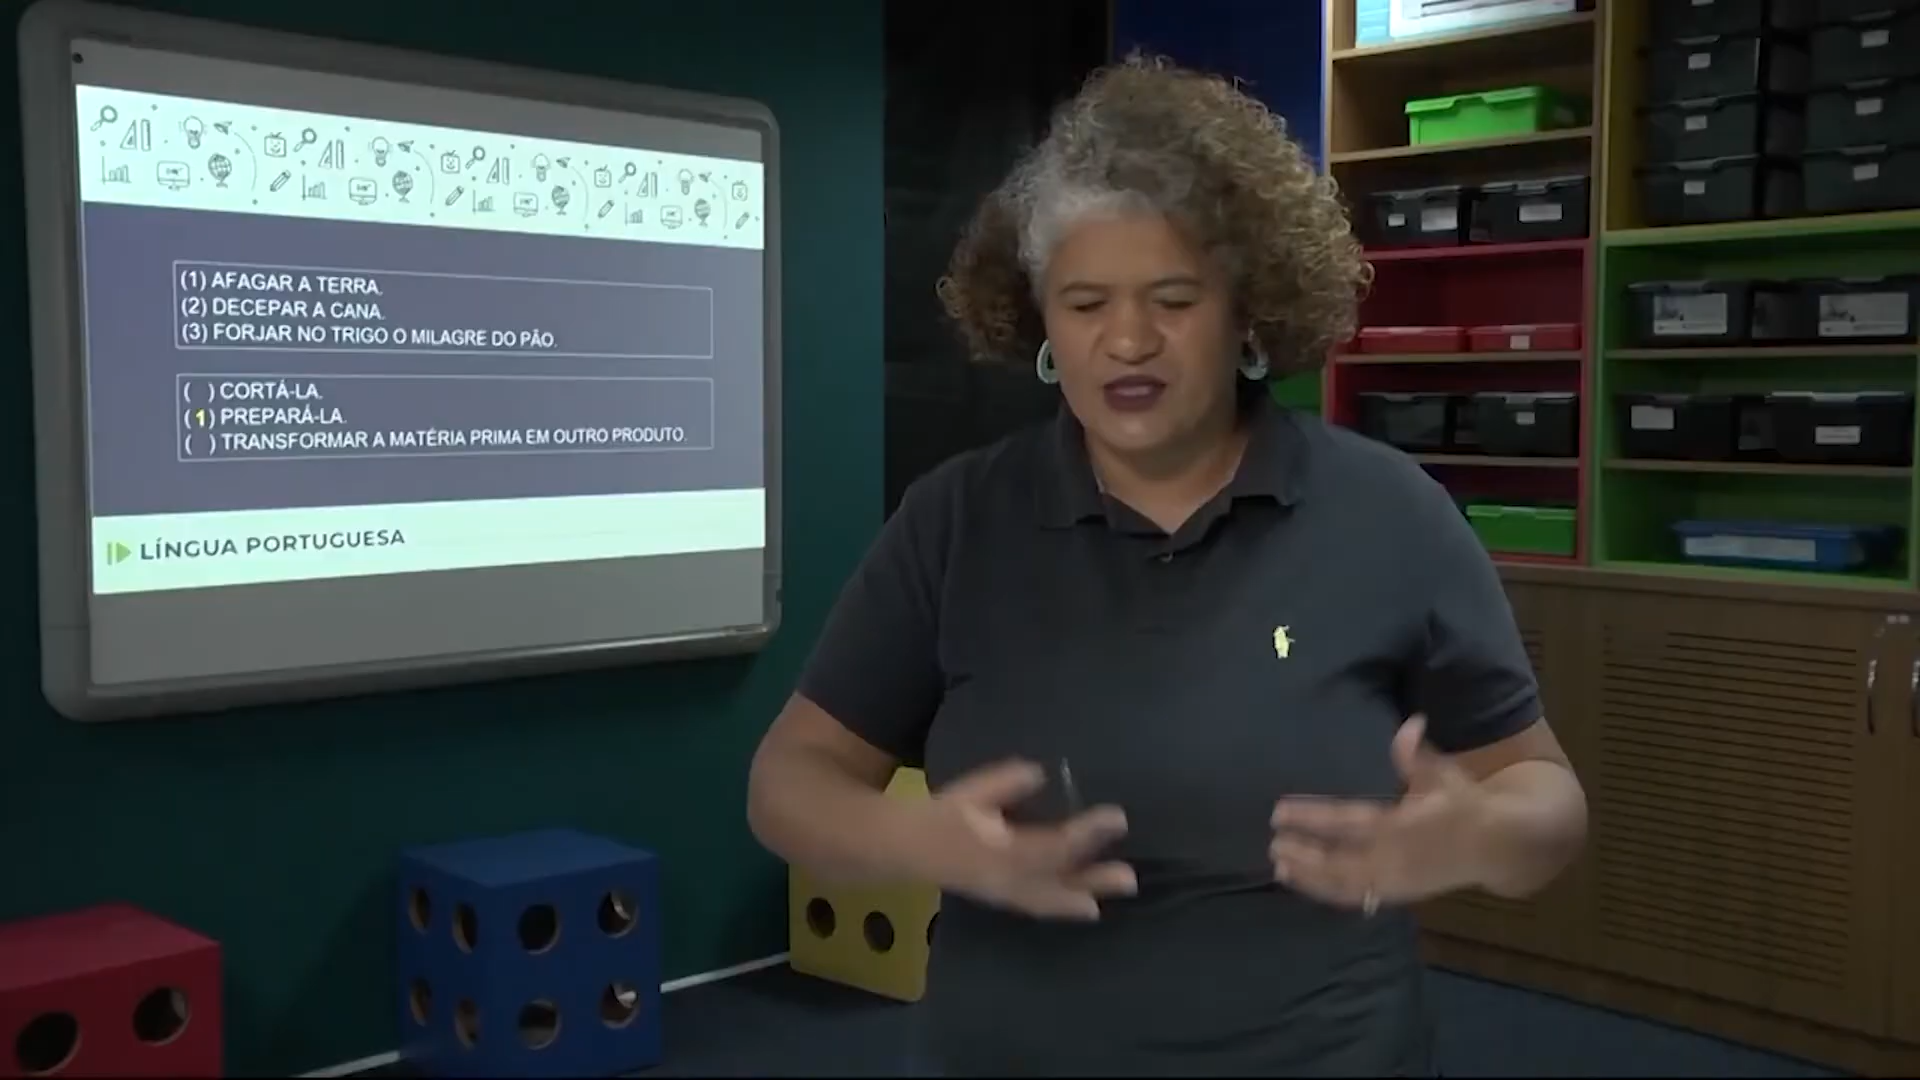 (1) AFAGAR A TERRA.
(2) DECEPAR A CANA.
(3) FORJAR NO TRIGO O MILAGRE DO PÃO.
( ) CORTÁ-LA.
(1) PREPARÁ-LA.
( ) TRANSFORMAR A MATÉRIA PRIMA EM OUTRO PRODUTO.
LÍNGUA PORTUGUESA